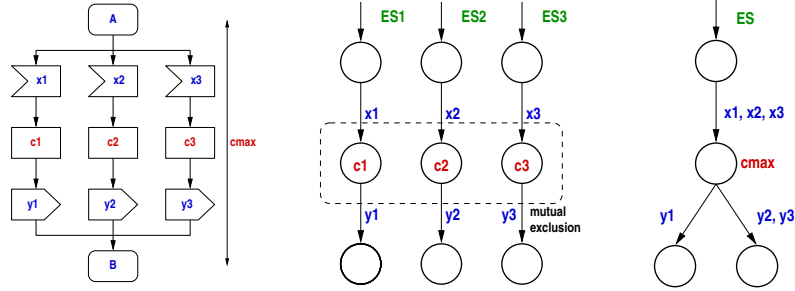 A
x1 x2 x3
c1 c2 c3
cmax
y1 y2 y3
B
ES1 ES2 ES3
x1 x2 x3
c1 c2 c3
y1 y2 y3
mutual
exclusion
ES
x1, x2, x3
cmax
y1 y2, y3